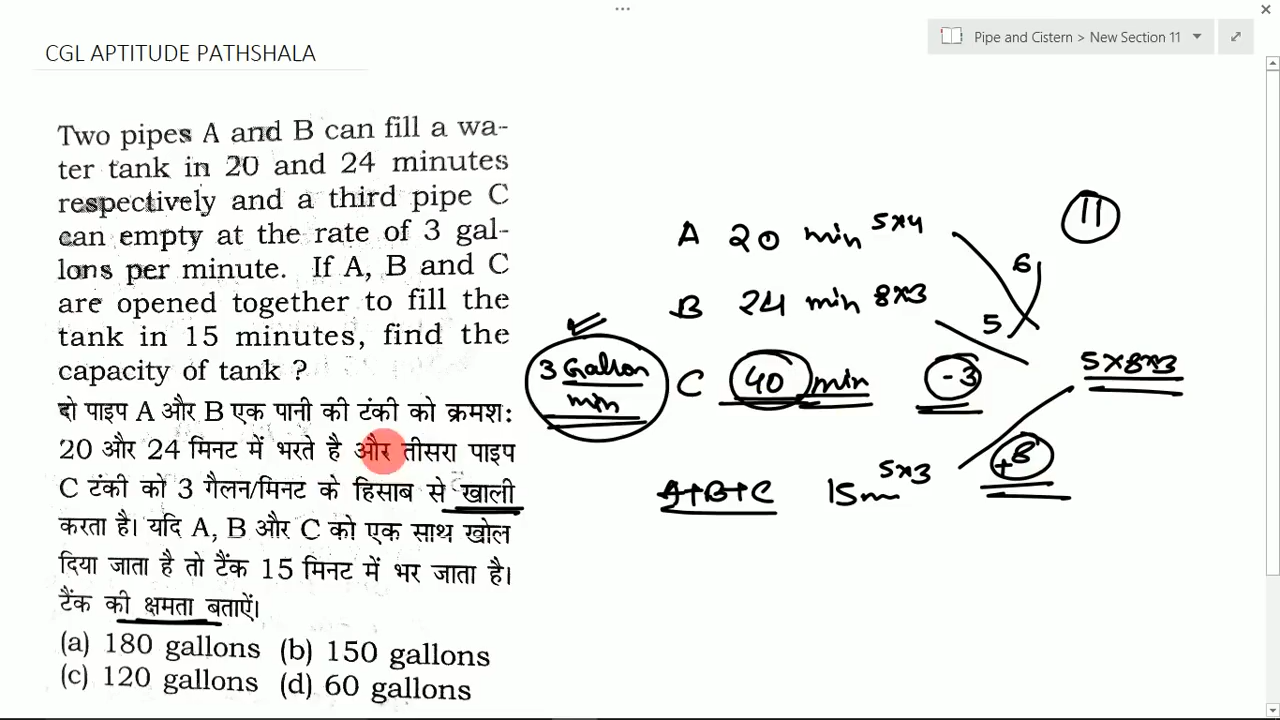 ...
Pipe and Cistern > New Section 11
CGL APTITUDE PATHSHALA
Two pipes A and B can fill a wa-
ter tank in 20 and 24 minutes
respectively and a third pipe C
can empty at the rate of 3 gal-
lons per minute. If A, B and C
are opened together to fill the
tank in 15 minutes, find the
capacity of tank ?
दो पाइप A और B एक पानी की टंकी को क्रमश:
20 और 24 मिनट में भरते है और तीसरा पाइप
C टंकी को 3 गैलन/मिनट के हिसाब से खाली
करता है। यदि A, B और C को एक साथ खोल
दिया जाता है तो टैंक 15 मिनट में भर जाता है।
टैंक की क्षमता बताऐं।
(a) 180 gallons (b) 150 gallons
(c) 120 gallons (d) 60 gallons
11
A 20 min 5x4
6
B 24 min 8x3
5
3 Gallon
min
C 40 min -3
5x8x3
+8
A+B+C 15m 5x3